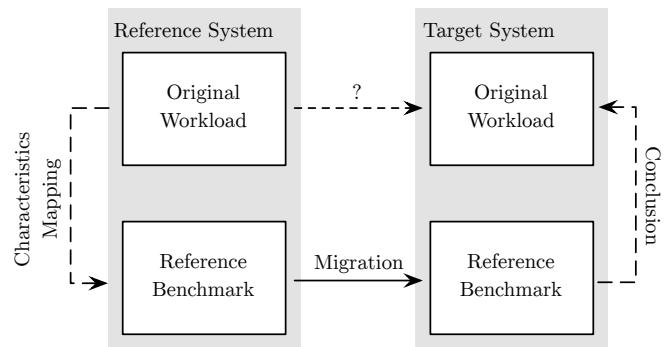 Reference System
Target System
Original
Workload
?
Original
Workload
Characteristics
Mapping
Conclusion
Reference
Benchmark
Migration
Reference
Benchmark